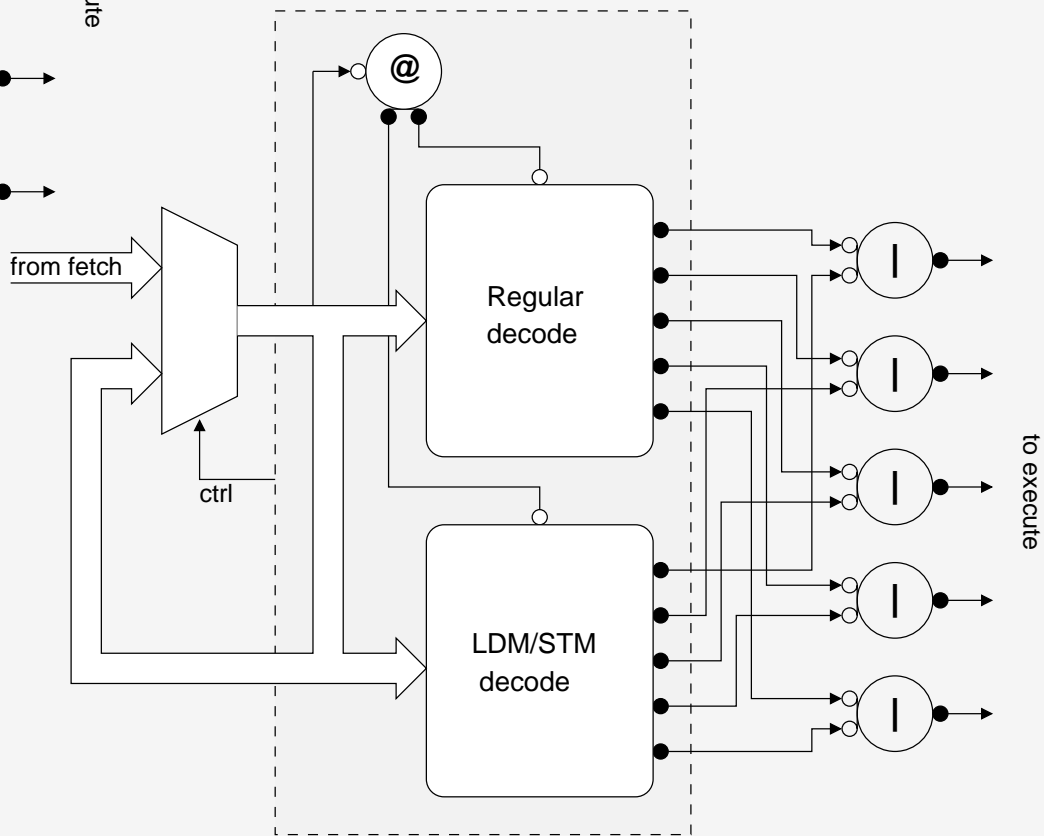 @
from fetch
Regular
decode
ctrl
LDM/STM
decode
|
|
|
|
|
to execute